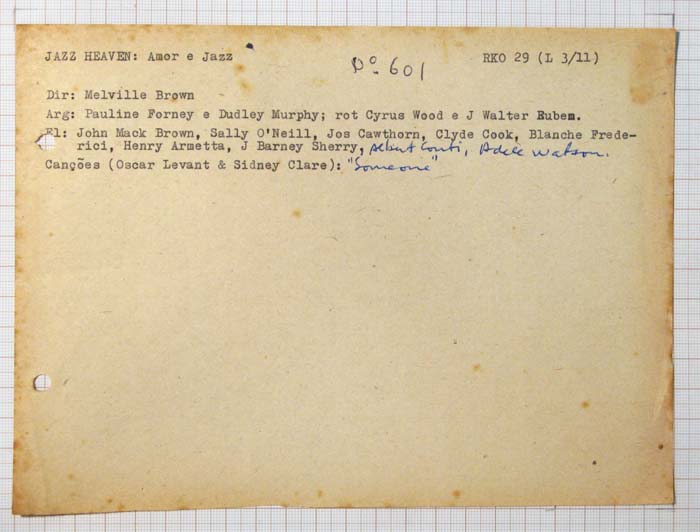 JAZZ HEAVEN: Amor e Jazz
Nº 601
RKO 29 (L 3/11)
Dir: Melville Brown
Arg: Pauline Forney e Dudley Murphy; rot Cyrus Wood e J Walter Rubem.
El: John Mack Brown, Sally O'Neill, Jos Cawthorn, Clyde Cook, Blanche Frede-
rici, Henry Armetta, J Barney Sherry, Albert Conti, Adele Watson.
Canções (Oscar Levant & Sidney Clare): "Someone"